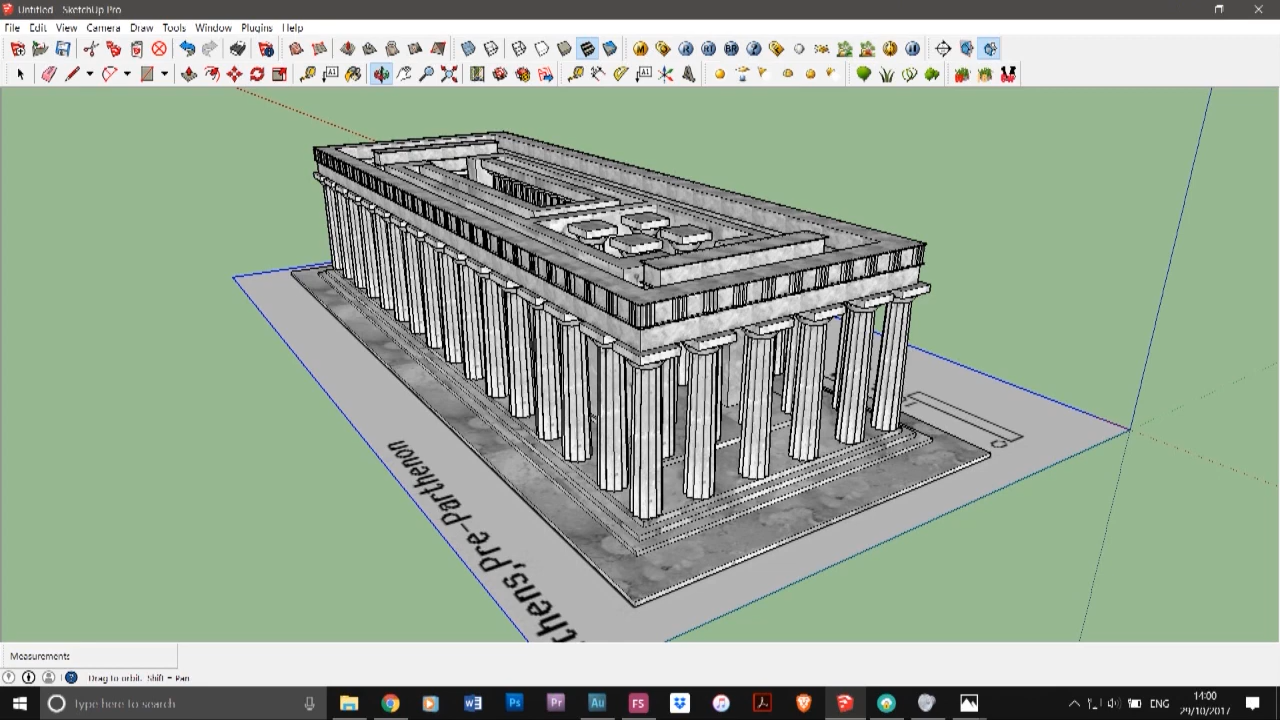 Untitled - SketchUp Pro
File Edit View Camera Draw Tools Window Plugins Help
thens,Pre-Parthenon
Measurements
Drag to orbit. Shift = Pan
Type here to search
ENG
14:00
29/10/2017